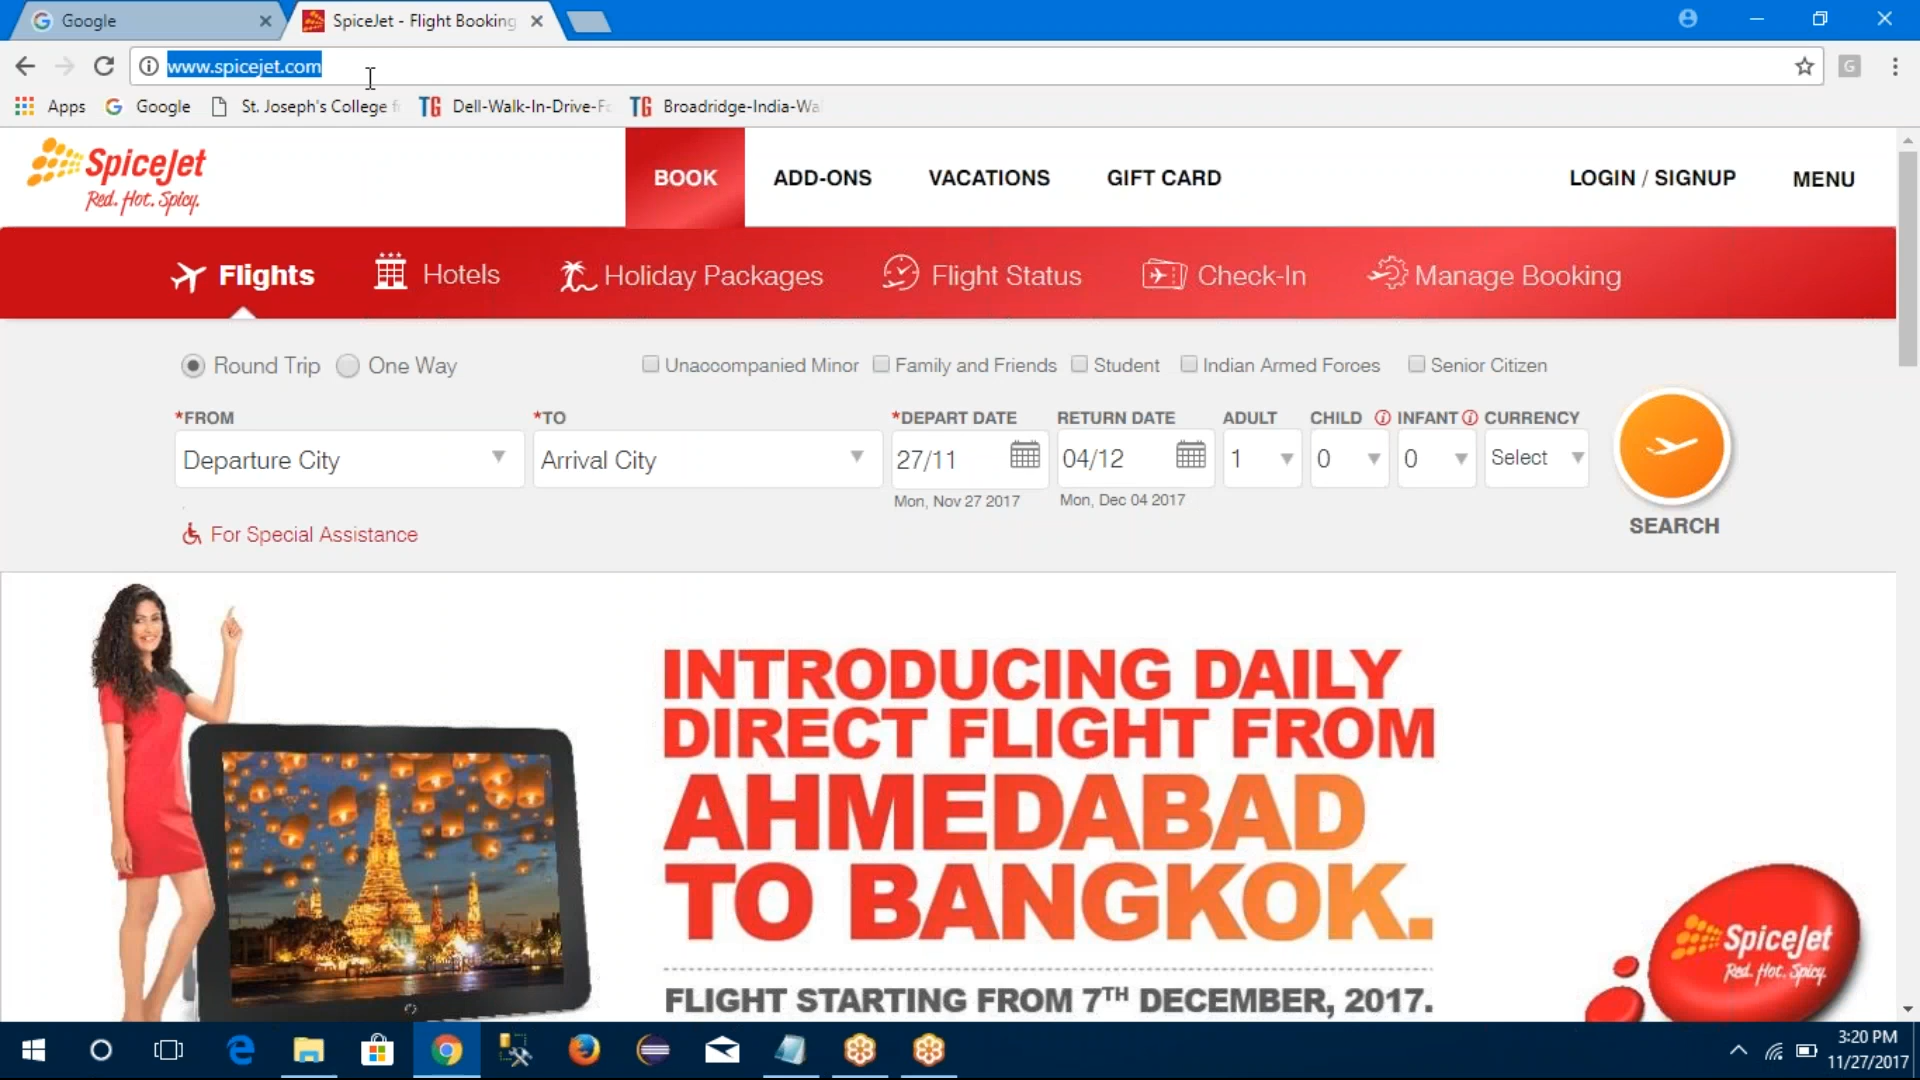 Google
SpiceJet - Flight Booking
www.spicejet.com
G
Apps
Google
St. Joseph's College f
TG Dell-Walk-In-Drive-Fo
TG Broadridge-India-Wa
SpiceJet
Red. Hot. Spicy.
BOOK
ADD-ONS
VACATIONS
GIFT CARD
LOGIN / SIGNUP
MENU
Flights
Hotels
Holiday Packages
Flight Status
Check-In
Manage Booking
Round Trip
One Way
Unaccompanied Minor
Family and Friends
Student
Indian Armed Forces
Senior Citizen
*FROM
*TO
*DEPART DATE
RETURN DATE
ADULT
CHILD
INFANT
CURRENCY
Departure City
Arrival City
27/11
04/12
1
0
0
Select
Mon, Nov 27 2017
Mon, Dec 04 2017
SEARCH
For Special Assistance
INTRODUCING DAILY
DIRECT FLIGHT FROM
AHMEDABAD
TO BANGKOK.
FLIGHT STARTING FROM 7TH DECEMBER, 2017.
SpiceJet
Red. Hot. Spicy.
3:20 PM
11/27/2017